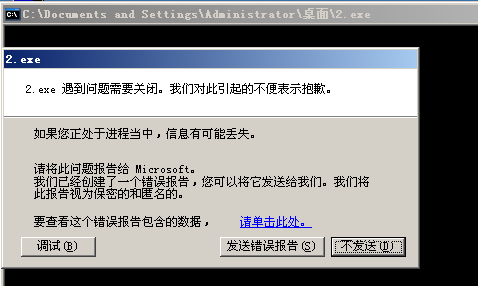 C:\Documents and Settings\Administrator\桌面\2.exe
2.exe
2.exe 遇到问题需要关闭。我们对此引起的不便表示抱歉。
如果您正处于进程当中，信息有可能丢失。
请将此问题报告给 Microsoft。
我们已经创建了一个错误报告，您可以将它发送给我们。我们将
此报告视为保密的和匿名的。
要查看这个错误报告包含的数据， 请单击此处。
调试(B) 发送错误报告(S) 不发送(D)